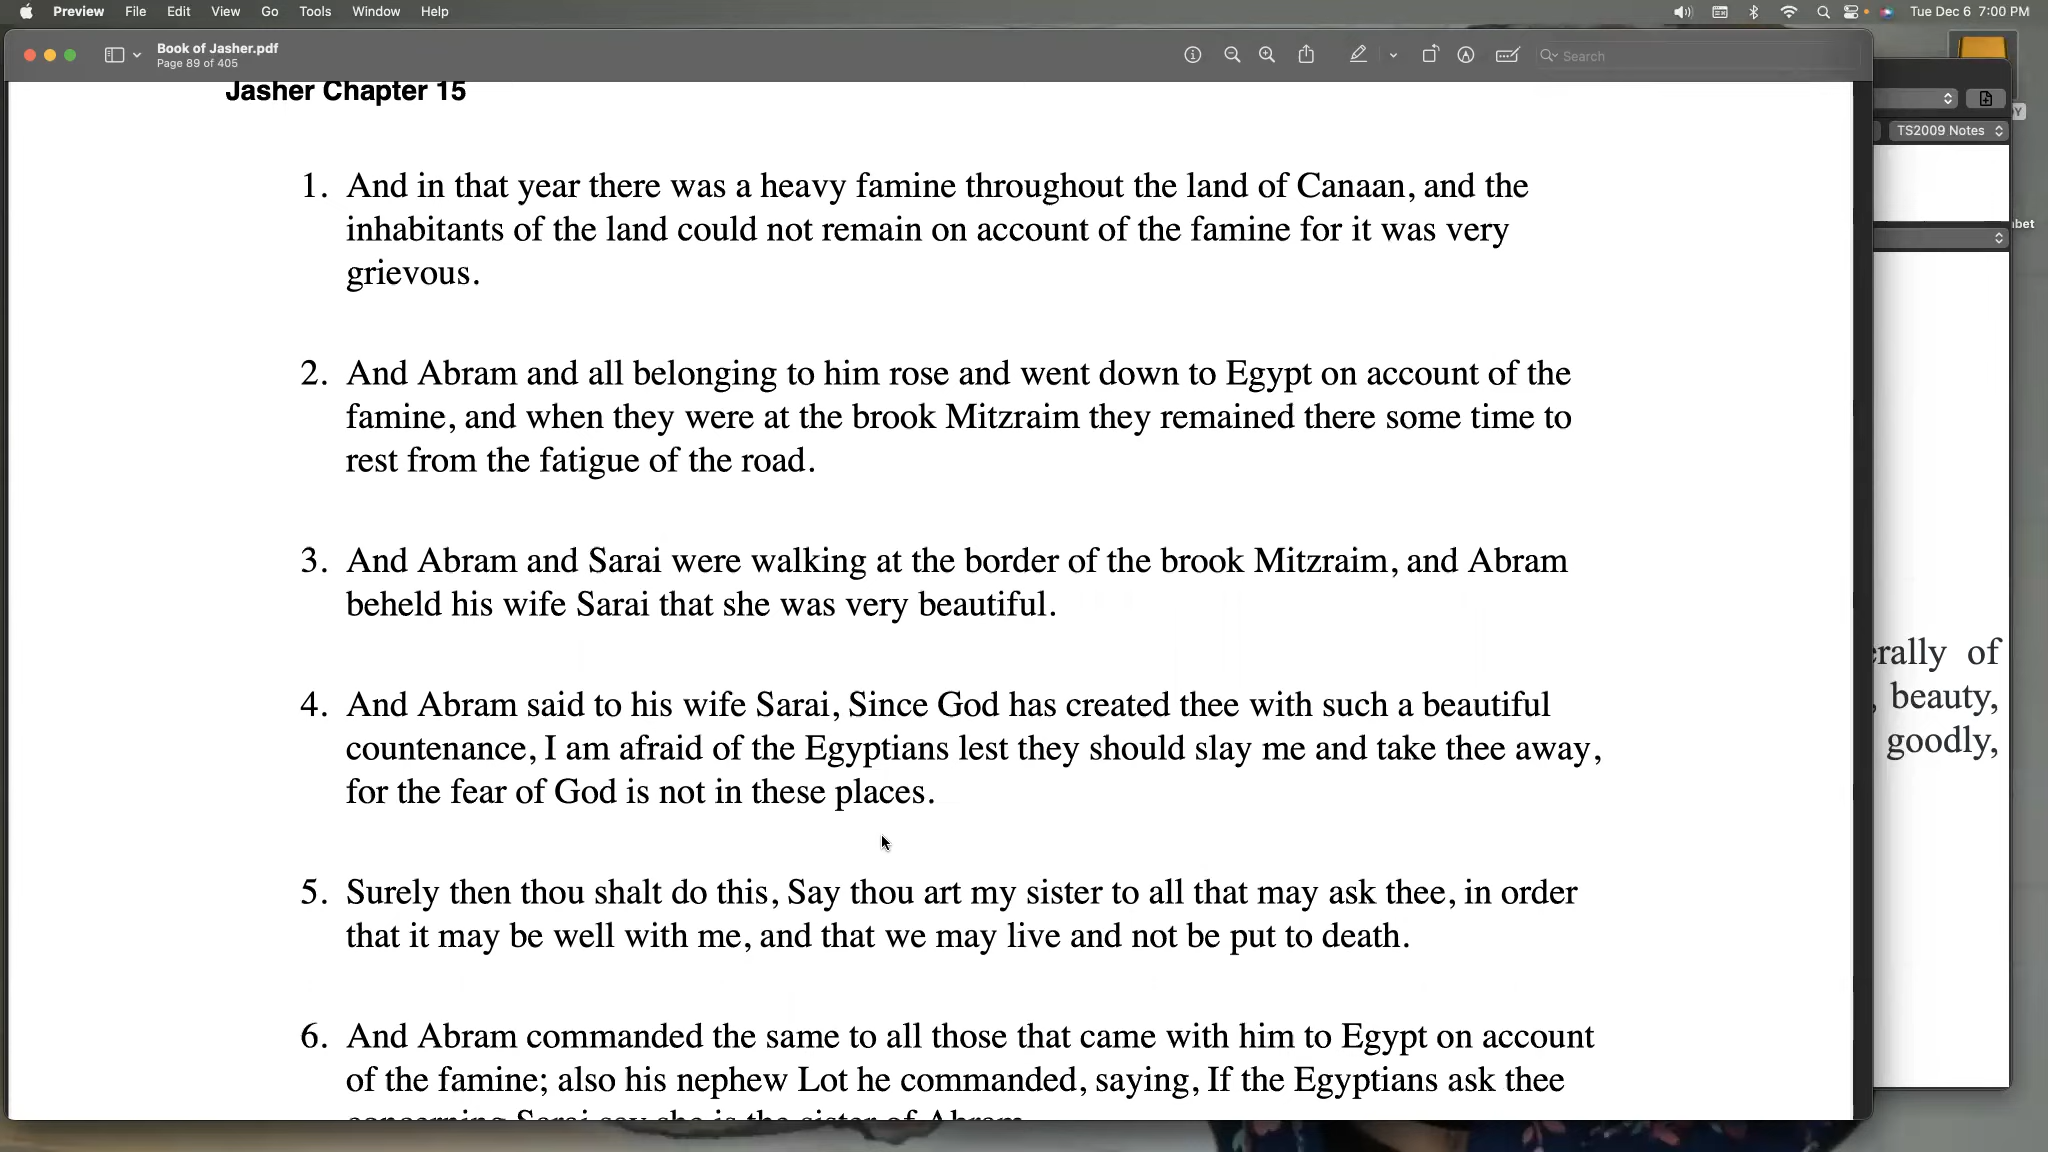 Preview File Edit View Go Tools Window Help
Tue Dec 6 7:00 PM
Book of Jasher.pdf
Page 89 of 405
Search
Jasher Chapter 15
1. And in that year there was a heavy famine throughout the land of Canaan, and the
inhabitants of the land could not remain on account of the famine for it was very
grievous.
2. And Abram and all belonging to him rose and went down to Egypt on account of the
famine, and when they were at the brook Mitzraim they remained there some time to
rest from the fatigue of the road.
3. And Abram and Sarai were walking at the border of the brook Mitzraim, and Abram
beheld his wife Sarai that she was very beautiful.
4. And Abram said to his wife Sarai, Since God has created thee with such a beautiful
countenance, I am afraid of the Egyptians lest they should slay me and take thee away,
for the fear of God is not in these places.
5. Surely then thou shalt do this, Say thou art my sister to all that may ask thee, in order
that it may be well with me, and that we may live and not be put to death.
6. And Abram commanded the same to all those that came with him to Egypt on account
of the famine; also his nephew Lot he commanded, saying, If the Egyptians ask thee
concerning Sarai say she is the sister of Abram.
TS2009 Notes
of
, beauty,
goodly,